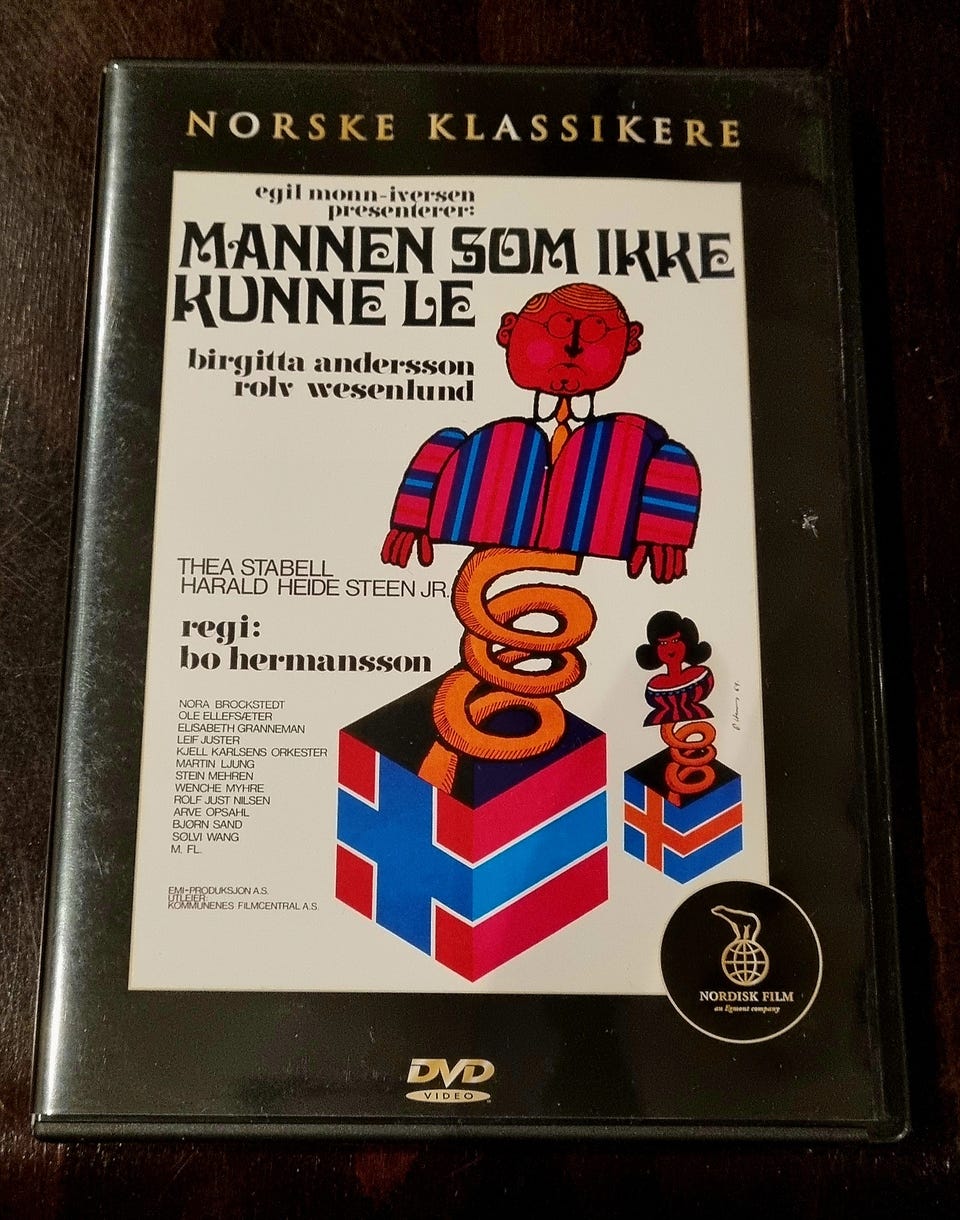 NORSKE KLASSIKERE
egil monn-iversen
presenterer:
MANNEN SOM IKKE
KUNNE LE
birgitta andersson
rolv wesenlund
THEA STABELL
HARALD HEIDE STEEN JR.
regi:
bo hermansson
NORA BROCKSTEDT
OLE ELLEFSÆTER
ELISABETH GRANNEMAN
LEIF JUSTER
KJELL KARLSENS ORKESTER
MARTIN LJUNG
STEIN MEHREN
WENCHE MYHRE
ROLF JUST NILSEN
ARVE OPSAHL
BJØRN SAND
SØLVI WANG
M. FL.
EMI-PRODUKSJON A.S.
UTLEIER:
KOMMUNENES FILMCENTRAL A.S.
NORDISK FILM
an Egmont company
DVD
VIDEO